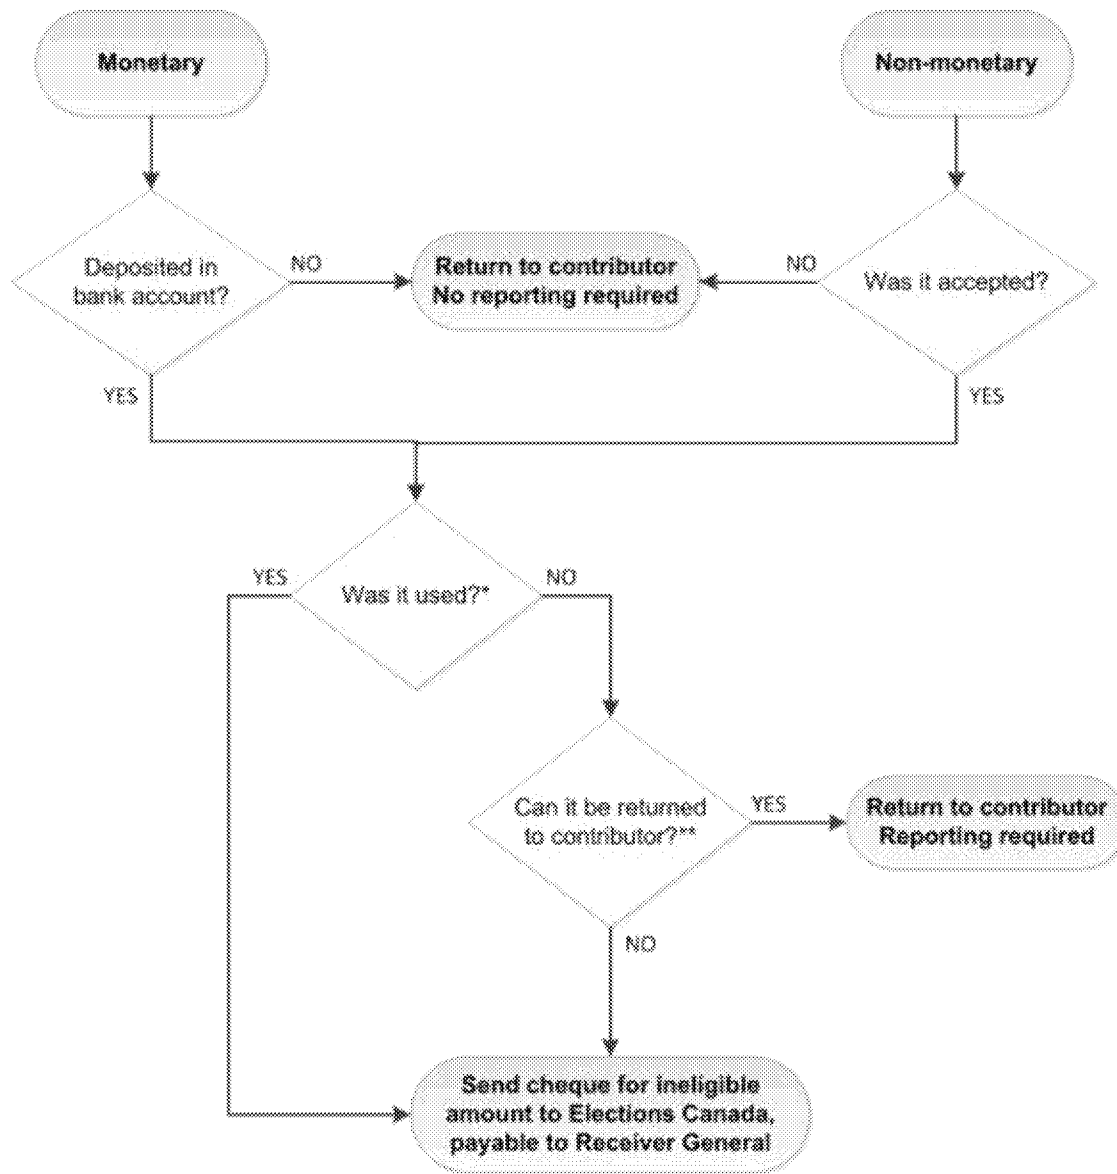 Monetary
Non-monetary
Deposited in
bank account?
NO
Return to contributor
No reporting required
NO
Was it accepted?
YES
YES
YES
Was it used?*
NO
Can it be returned
to contributor?**
YES
Return to contributor
Reporting required
NO
Send cheque for ineligible
amount to Elections Canada,
payable to Receiver General